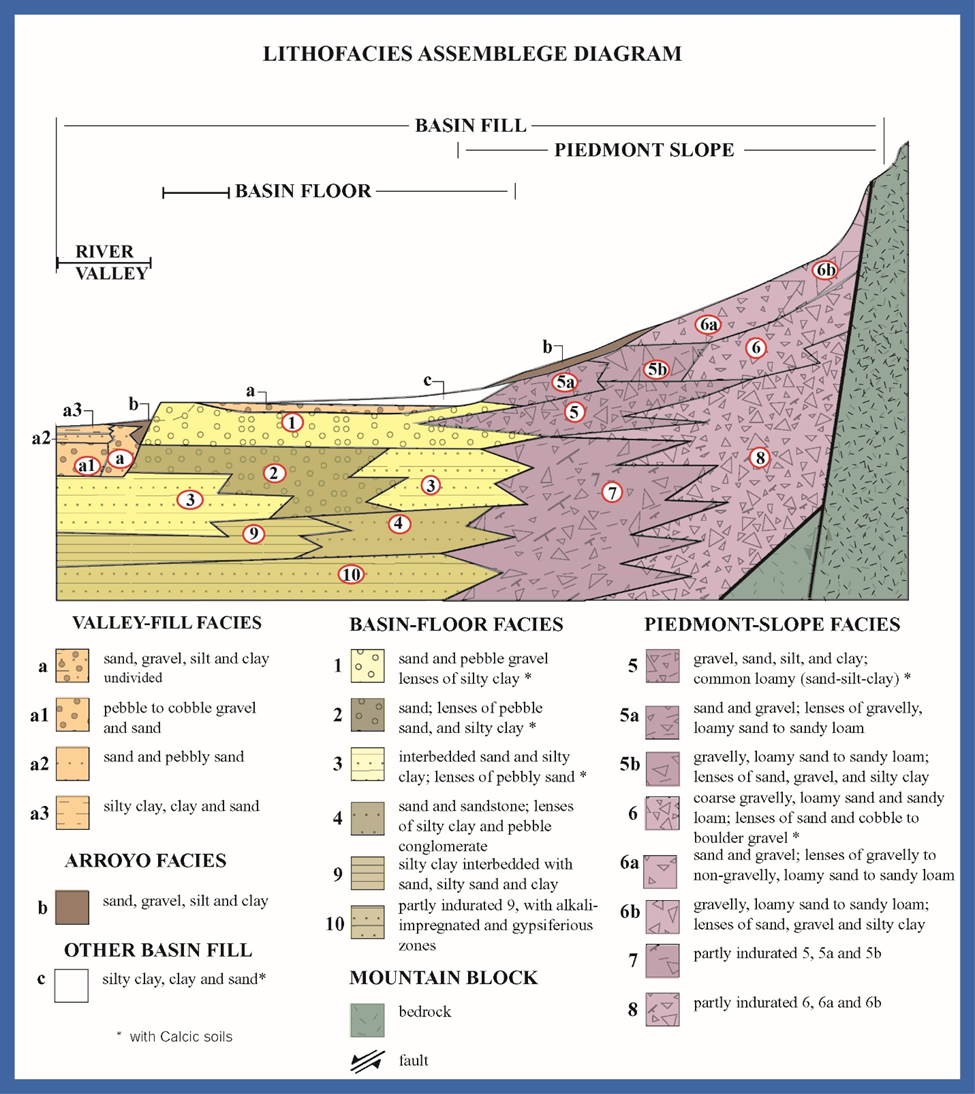 LITHOFACIES ASSEMBLEGE DIAGRAM
BASIN FILL
PIEDMONT SLOPE
BASIN FLOOR
RIVER
VALLEY
6b
6a
6
b
5b
5a
c
a
5
a3
b
1
a2
a1
a
2
3
3
7
8
9
4
10
VALLEY-FILL FACIES
a
sand, gravel, silt and clay
undivided
a1
pebble to cobble gravel
and sand
a2
sand and pebbly sand
a3
silty clay, clay and sand
ARROYO FACIES
b
sand, gravel, silt and clay
OTHER BASIN FILL
c
silty clay, clay and sand*
* with Calcic soils
BASIN-FLOOR FACIES
1
sand and pebble gravel
lenses of silty clay *
2
sand; lenses of pebble
sand, and silty clay *
3
interbedded sand and silty
clay; lenses of pebbly sand *
4
sand and sandstone; lenses
of silty clay and pebble
conglomerate
9
silty clay interbedded with
sand, silty sand and clay
10
partly indurated 9, with alkali-
impregnated and gypsiferious
zones
MOUNTAIN BLOCK
bedrock
fault
PIEDMONT-SLOPE FACIES
5
gravel, sand, silt, and clay;
common loamy (sand-silt-clay) *
5a
sand and gravel; lenses of gravelly,
loamy sand to sandy loam
5b
gravelly, loamy sand to sandy loam;
lenses of sand, gravel, and silty clay
6
coarse gravelly, loamy sand and sandy
loam; lenses of sand and cobble to
boulder gravel *
6a
sand and gravel; lenses of gravelly to
non-gravelly, loamy sand to sandy loam
6b
gravelly, loamy sand to sandy loam;
lenses of sand, gravel and silty clay
7
partly indurated 5, 5a and 5b
8
partly indurated 6, 6a and 6b